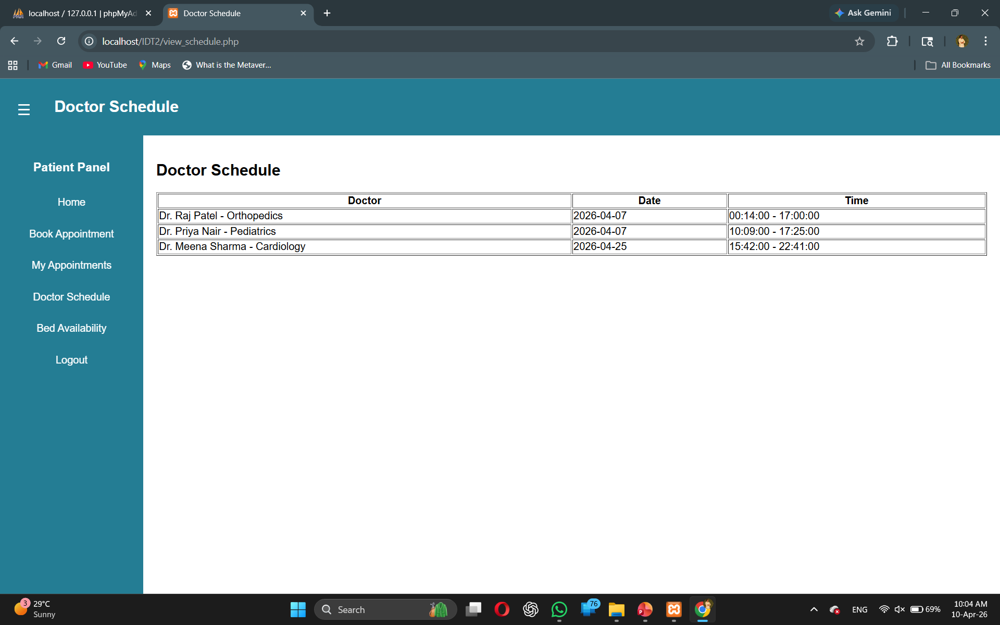 localhost / 127.0.0.1 | phpMyAd
Doctor Schedule
Ask Gemini
localhost/IDT2/view_schedule.php
Gmail
YouTube
Maps
What is the Metaver...
All Bookmarks
Doctor Schedule
Patient Panel
Home
Book Appointment
My Appointments
Doctor Schedule
Bed Availability
Logout
Doctor Schedule
Doctor Date Time
Dr. Raj Patel - Orthopedics 2026-04-07 00:14:00 - 17:00:00
Dr. Priya Nair - Pediatrics 2026-04-07 10:09:00 - 17:25:00
Dr. Meena Sharma - Cardiology 2026-04-25 15:42:00 - 22:41:00
3
29°C
Sunny
Search
76
ENG
69%
10:04 AM
10-Apr-26